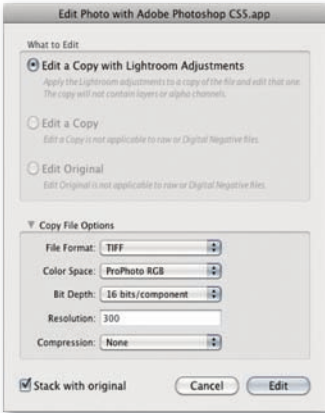 Edit Photo with Adobe Photoshop CS5.app
What to Edit
Edit a Copy with Lightroom Adjustments
Apply the Lightroom adjustments to a copy of the file and edit that one.
The copy will not contain layers or alpha channels.
Edit a Copy
Edit a Copy is not applicable to raw or Digital Negative files.
Edit Original
Edit Original is not applicable to raw or Digital Negative files.
Copy File Options
File Format: TIFF
Color Space: ProPhoto RGB
Bit Depth: 16 bits/component
Resolution: 300
Compression: None
Stack with original
Cancel
Edit